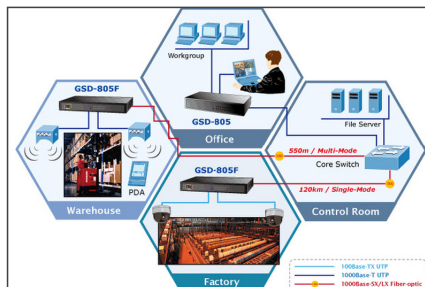 Workgroup
GSD-805F
GSD-805
Office
File Server
550m / Multi-Mode
Core Switch
PDA
GSD-805F
120km / Single-Mode
Warehouse
Control Room
Factory
100Base-TX UTP
1000Base-T UTP
1000Base-SX/LX Fiber-optic